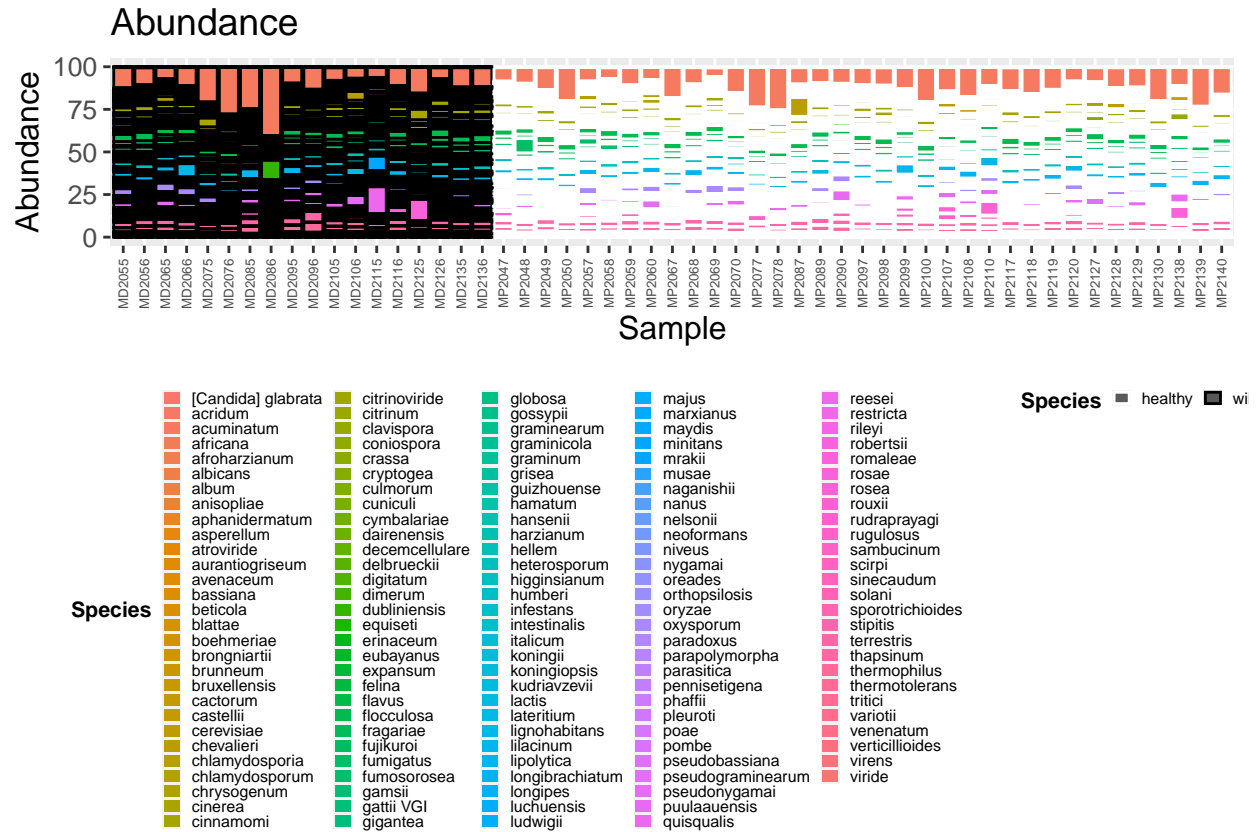 Abundance
Abundance
100
75
50
25
0
MD2055
MD2056
MD2065
MD2066
MD2075
MD2076
MD2085
MD2086
MD2095
MD2096
MD2105
MD2106
MD2115
MD2116
MD2125
MD2126
MD2135
MD2136
MP2047
MP2048
MP2049
MP2050
MP2057
MP2058
MP2059
MP2060
MP2067
MP2068
MP2069
MP2070
MP2077
MP2078
MP2087
MP2089
MP2090
MP2097
MP2098
MP2099
MP2100
MP2107
MP2108
MP2110
MP2117
MP2118
MP2119
MP2120
MP2127
MP2128
MP2129
MP2130
MP2138
MP2139
MP2140
Sample
Species
[Candida] glabrata
acridum
acuminatum
africana
afroharzianum
albicans
album
anisopliae
aphanidermatum
asperellum
atroviride
aurantiogriseum
avenaceum
bassiana
beticola
blattae
boehmeriae
brongniartii
brunneum
bruxellensis
cactorum
castellii
cerevisiae
chevalieri
chlamydosporia
chlamydosporum
chrysogenum
cinerea
cinnamomi
citrinoviride
citrinum
clavispora
coniospora
crassa
cryptogea
culmorum
cuniculi
cymbalariae
dairenensis
decemcellulare
delbrueckii
digitatum
dimerum
dubliniensis
equiseti
erinaceum
eubayanus
expansum
felina
flavus
flocculosa
fragariae
fujikuroi
fumigatus
fumosorosea
gamsii
gattii VGI
gigantea
globosa
gossypii
graminearum
graminicola
graminum
grisea
guizhouense
hamatum
hansenii
harzianum
hellem
heterosporum
higginsianum
humberi
infestans
intestinalis
italicum
koningii
koningiopsis
kudriavzevii
lactis
lateritium
lignohabitans
lilacinum
lipolytica
longibrachiatum
longipes
luchuensis
ludwigii
majus
marxianus
maydis
minitans
mrakii
musae
naganishii
nanus
nelsonii
neoformans
niveus
nygamai
oreades
orthopsilosis
oryzae
oxysporum
paradoxus
parapolymorpha
parasitica
pennisetigena
phaffii
pleuroti
poae
pombe
pseudobassiana
pseudograminearum
pseudonygamai
puulaauensis
quisqualis
reesei
restricta
rileyi
robertsii
romaleae
rosae
rosea
rouxii
rudraprayagi
rugulosus
sambucinum
scirpi
sinecaudum
solani
sporotrichioides
stipitis
terrestris
thapsinum
thermophilus
thermotolerans
tritici
variotii
venenatum
verticillioides
virens
viride
Species
healthy
wil